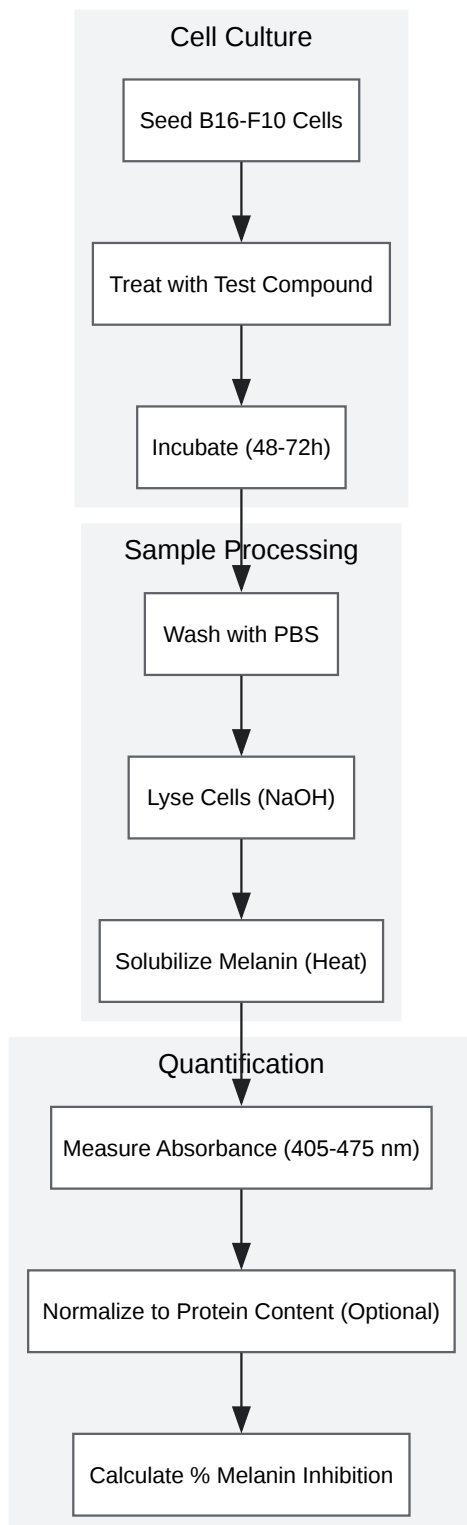 Cell Culture
Seed B16-F10 Cells
Treat with Test Compound
Incubate (48-72h)
Sample Processing
Wash with PBS
Lyse Cells (NaOH)
Solubilize Melanin (Heat)
Quantification
Measure Absorbance (405-475 nm)
Normalize to Protein Content (Optional)
Calculate % Melanin Inhibition